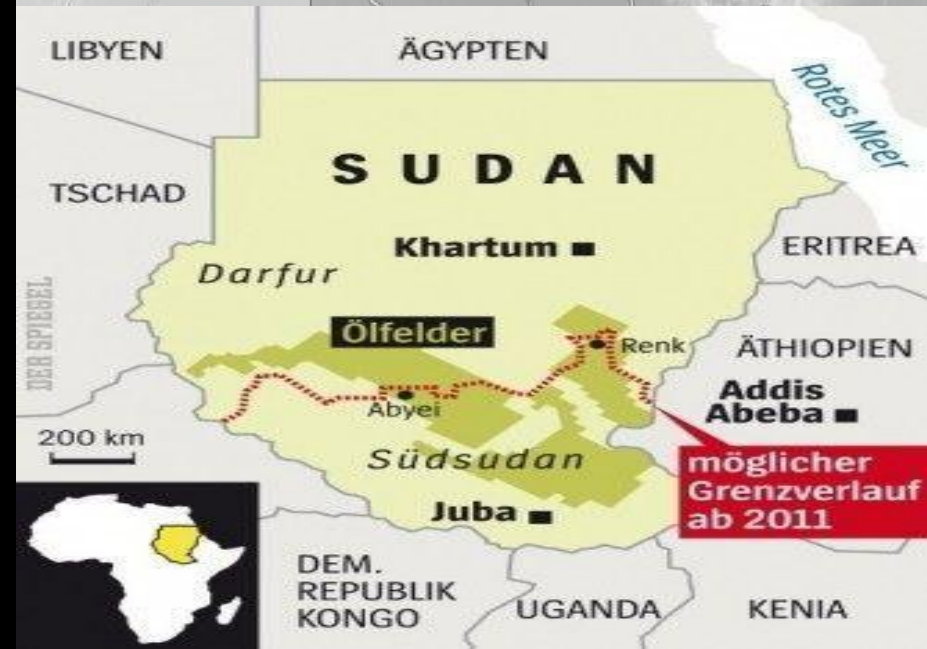 LIBYEN
ÄGYPTEN
Rotes Meer
SUDAN
TSCHAD
Khartum
ERITREA
Darfur
DER SPIEGEL
Ölfelder
Renk
ÄTHIOPIEN
Addis
Abeba
Abyei
200 km
Südsudan
möglicher
Grenzverlauf
ab 2011
Juba
DEM.
REPUBLIK
KONGO
UGANDA
KENIA